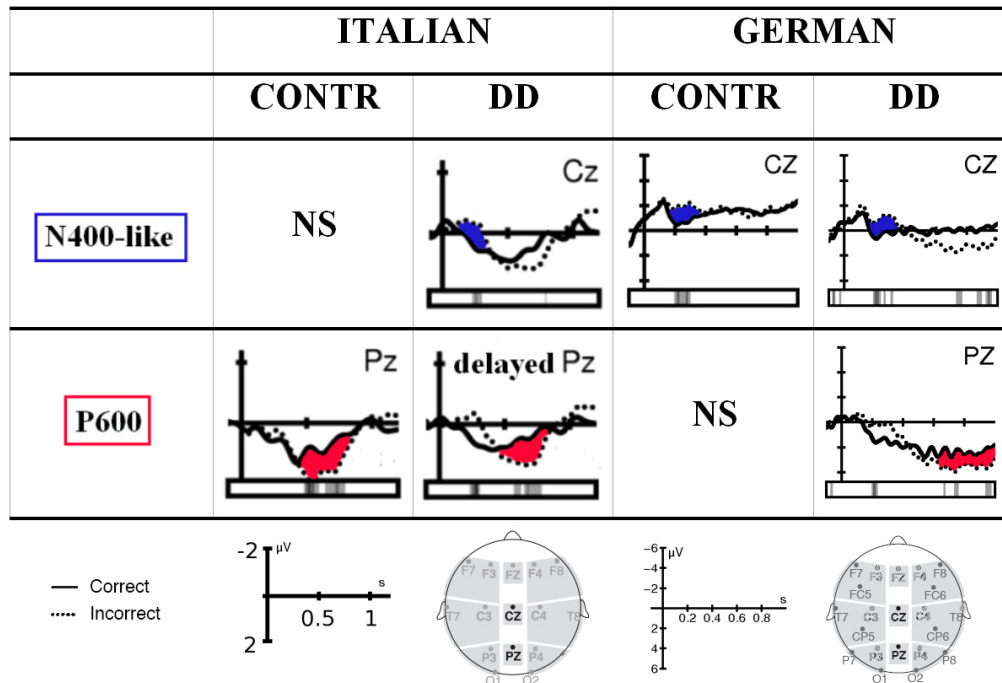 ITALIAN GERMAN
CONTR DD CONTR DD
N400-like NS Cz CZ CZ
P600 Pz delayed Pz NS PZ
Correct
Incorrect
-2 µV
s
0.5 1
2
F7 F3 FZ F4 F8
T7 C3 CZ C4 T8
P3 PZ P4
O1 O2
-6 µV
-4
-2
s
0.2 0.4 0.6 0.8
2
4
6
F7 F3 FZ F4 F8
FC5 FC6
T7 C3 CZ C4 T8
CP5 CP6
P7 P3 PZ P4 P8
O1 O2